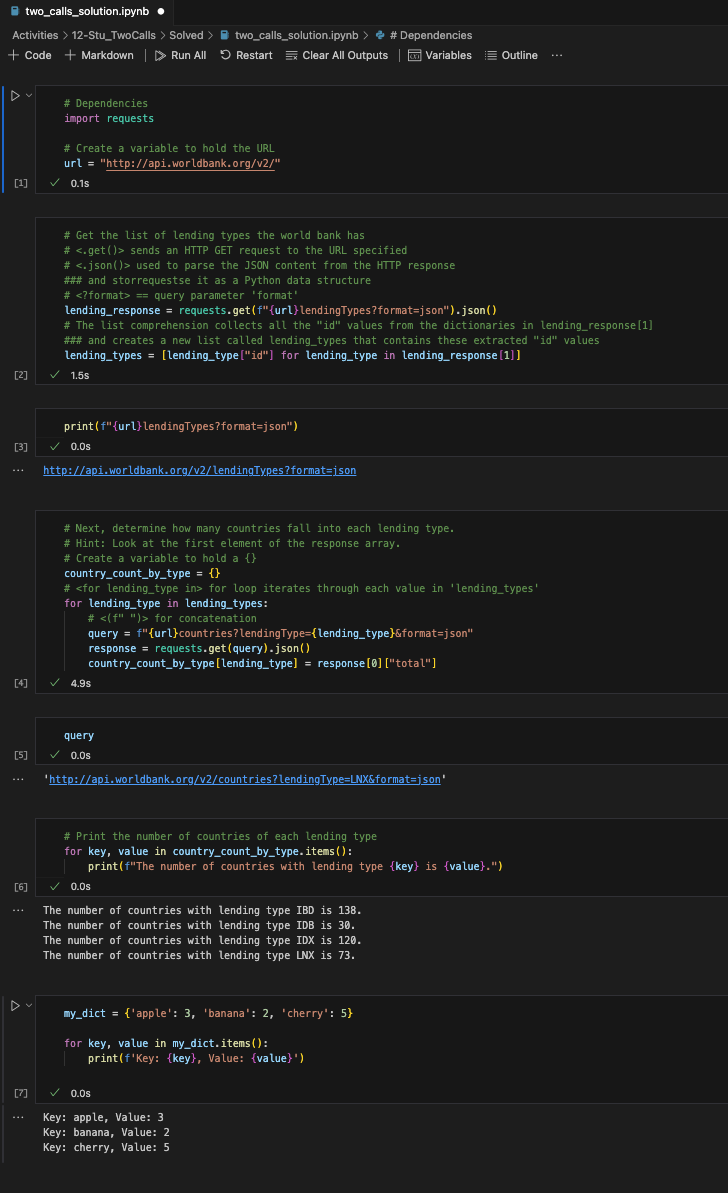 two_calls_solution.ipynb ●
Activities > 12-Stu_TwoCalls > Solved > two_calls_solution.ipynb > # Dependencies
+ Code + Markdown | Run All Restart Clear All Outputs | Variables Outline ...
# Dependencies
import requests
# Create a variable to hold the URL
url = "http://api.worldbank.org/v2/"
[1] ✓ 0.1s
# Get the list of lending types the world bank has
# <.get()> sends an HTTP GET request to the URL specified
# <.json()> used to parse the JSON content from the HTTP response
### and storrequestse it as a Python data structure
# <?format> == query parameter 'format'
lending_response = requests.get(f"{url}lendingTypes?format=json").json()
# The list comprehension collects all the "id" values from the dictionaries in lending_response[1]
### and creates a new list called lending_types that contains these extracted "id" values
lending_types = [lending_type["id"] for lending_type in lending_response[1]]
[2] ✓ 1.5s
print(f"{url}lendingTypes?format=json")
[3] ✓ 0.0s
... http://api.worldbank.org/v2/lendingTypes?format=json
# Next, determine how many countries fall into each lending type.
# Hint: Look at the first element of the response array.
# Create a variable to hold a {}
country_count_by_type = {}
# <for lending_type in> for loop iterates through each value in 'lending_types'
for lending_type in lending_types:
    # <(f" ")> for concatenation
    query = f"{url}countries?lendingType={lending_type}&format=json"
    response = requests.get(query).json()
    country_count_by_type[lending_type] = response[0]["total"]
[4] ✓ 4.9s
query
[5] ✓ 0.0s
... 'http://api.worldbank.org/v2/countries?lendingType=LNX&format=json'
# Print the number of countries of each lending type
for key, value in country_count_by_type.items():
    print(f"The number of countries with lending type {key} is {value}.")
[6] ✓ 0.0s
... The number of countries with lending type IBD is 138.
The number of countries with lending type IDB is 30.
The number of countries with lending type IDX is 120.
The number of countries with lending type LNX is 73.
my_dict = {'apple': 3, 'banana': 2, 'cherry': 5}
for key, value in my_dict.items():
    print(f'Key: {key}, Value: {value}')
[7] ✓ 0.0s
... Key: apple, Value: 3
Key: banana, Value: 2
Key: cherry, Value: 5